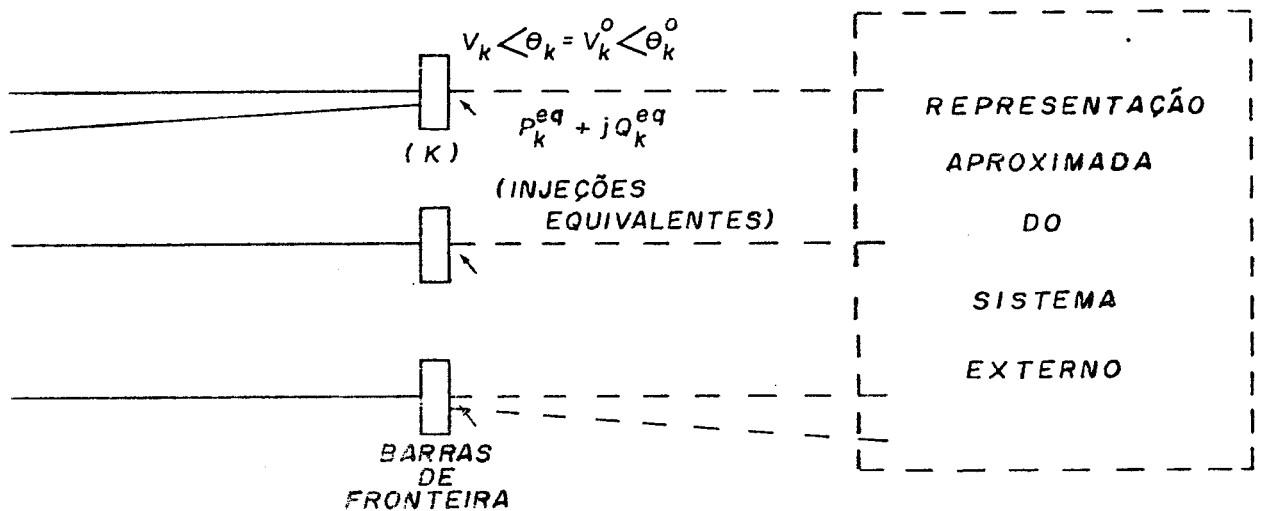 V_k<θ_k = V_k^o<θ_k^o
P_k^eq + jQ_k^eq
(K)
(INJEÇÕES
EQUIVALENTES)
BARRAS
DE
FRONTEIRA
REPRESENTAÇÃO
APROXIMADA
DO
SISTEMA
EXTERNO